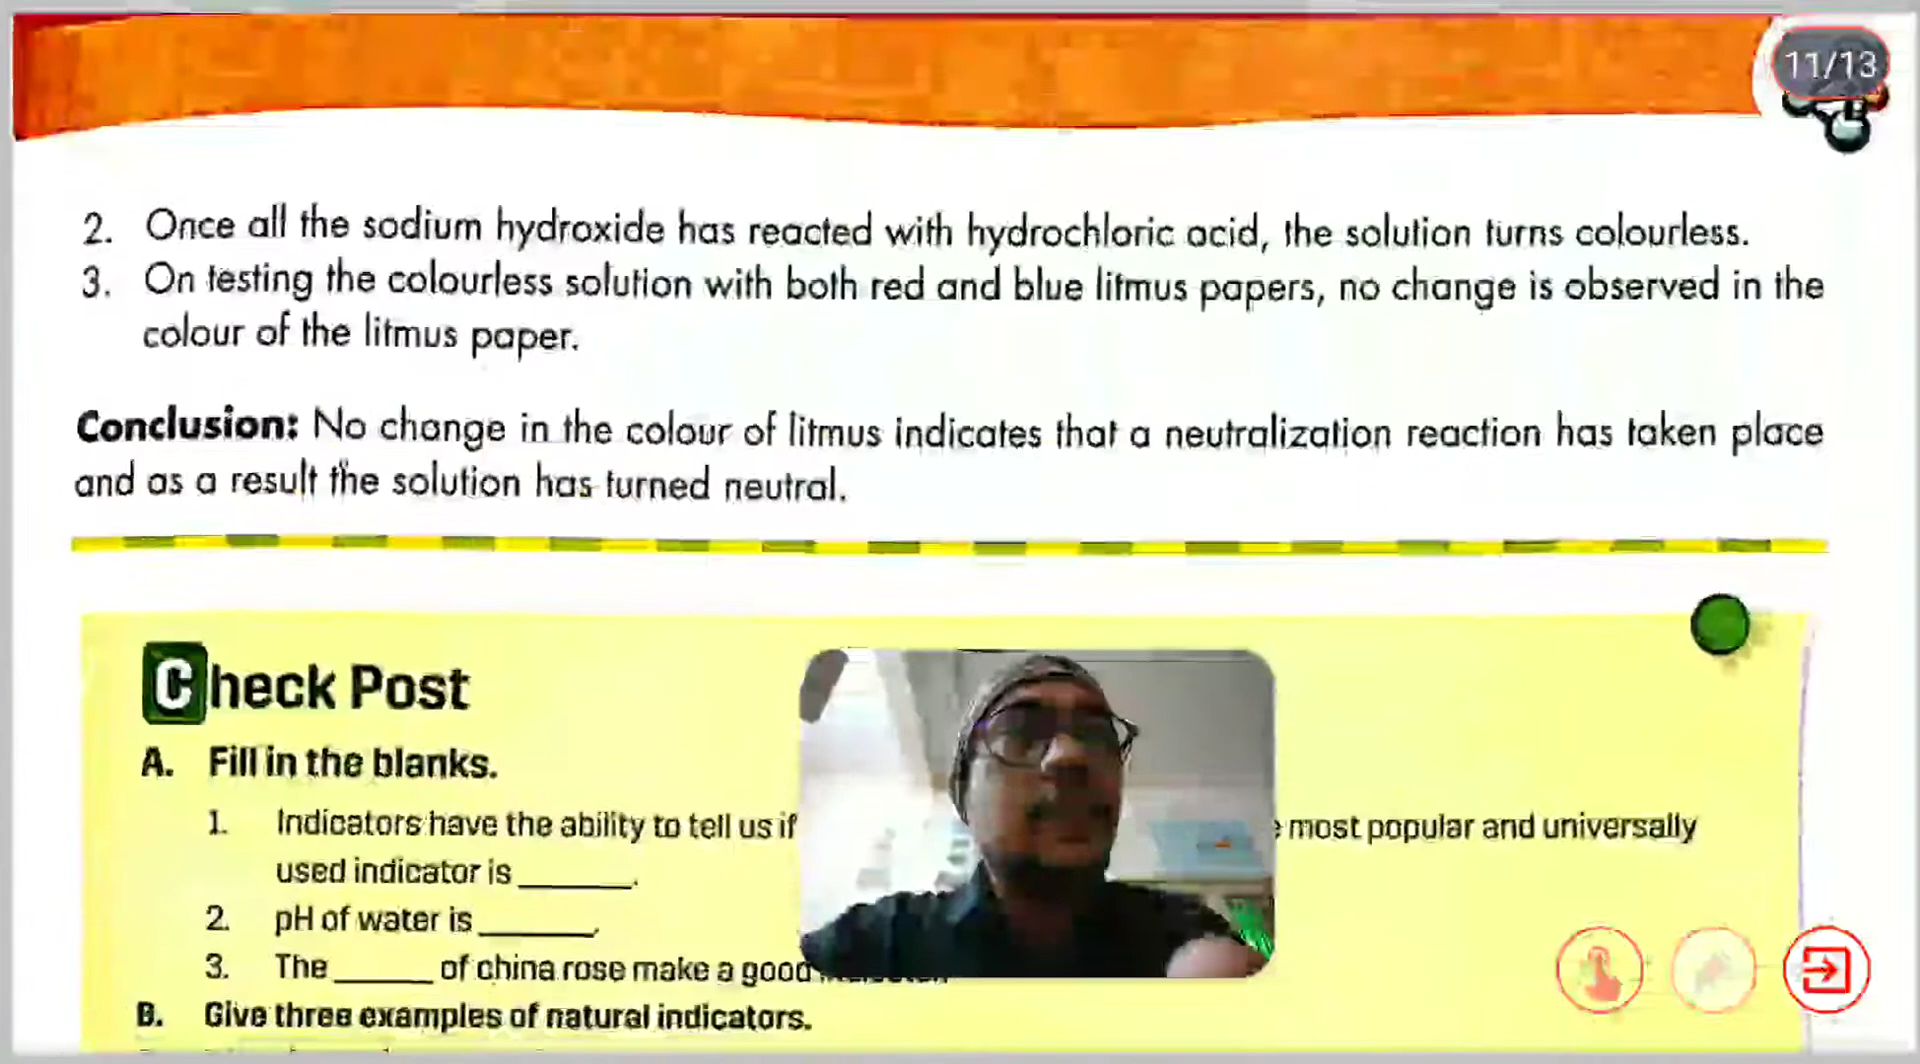 11/13
2. Once all the sodium hydroxide has reacted with hydrochloric acid, the solution turns colourless.
3. On testing the colourless solution with both red and blue litmus papers, no change is observed in the
colour of the litmus paper.
Conclusion: No change in the colour of litmus indicates that a neutralization reaction has taken place
and as a result the solution has turned neutral.
Check Post
A. Fill in the blanks.
1. Indicators have the ability to tell us if most popular and universally
used indicator is ______.
2. pH of water is ______.
3. The ______ of china rose make a good
B. Give three examples of natural indicators.